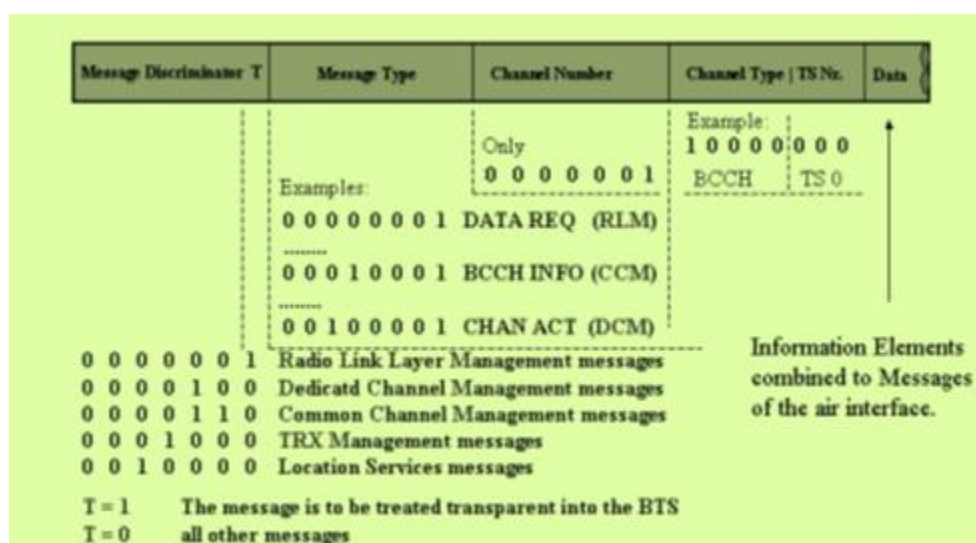 Message Discriminator T Message Type Channel Number Channel Type | TS Nr. Data
Example:
Only 1 0 0 0 0 0 0 0
0 0 0 0 0 0 1 BCCH TS 0
Examples:
0 0 0 0 0 0 0 1 DATA REQ (RLM)
.........
0 0 0 1 0 0 0 1 BCCH INFO (CCM)
.........
0 0 1 0 0 0 0 1 CHAN ACT (DCM)
0 0 0 0 0 0 1 Radio Link Layer Management messages
0 0 0 0 1 0 0 Dedicatd Channel Management messages
0 0 0 0 1 1 0 Common Channel Management messages
0 0 0 1 0 0 0 TRX Management messages
0 0 1 0 0 0 0 Location Services messages
Information Elements
combined to Messages
of the air interface.
T = 1 The message is to be treated transparent into the BTS
T = 0 all other messages